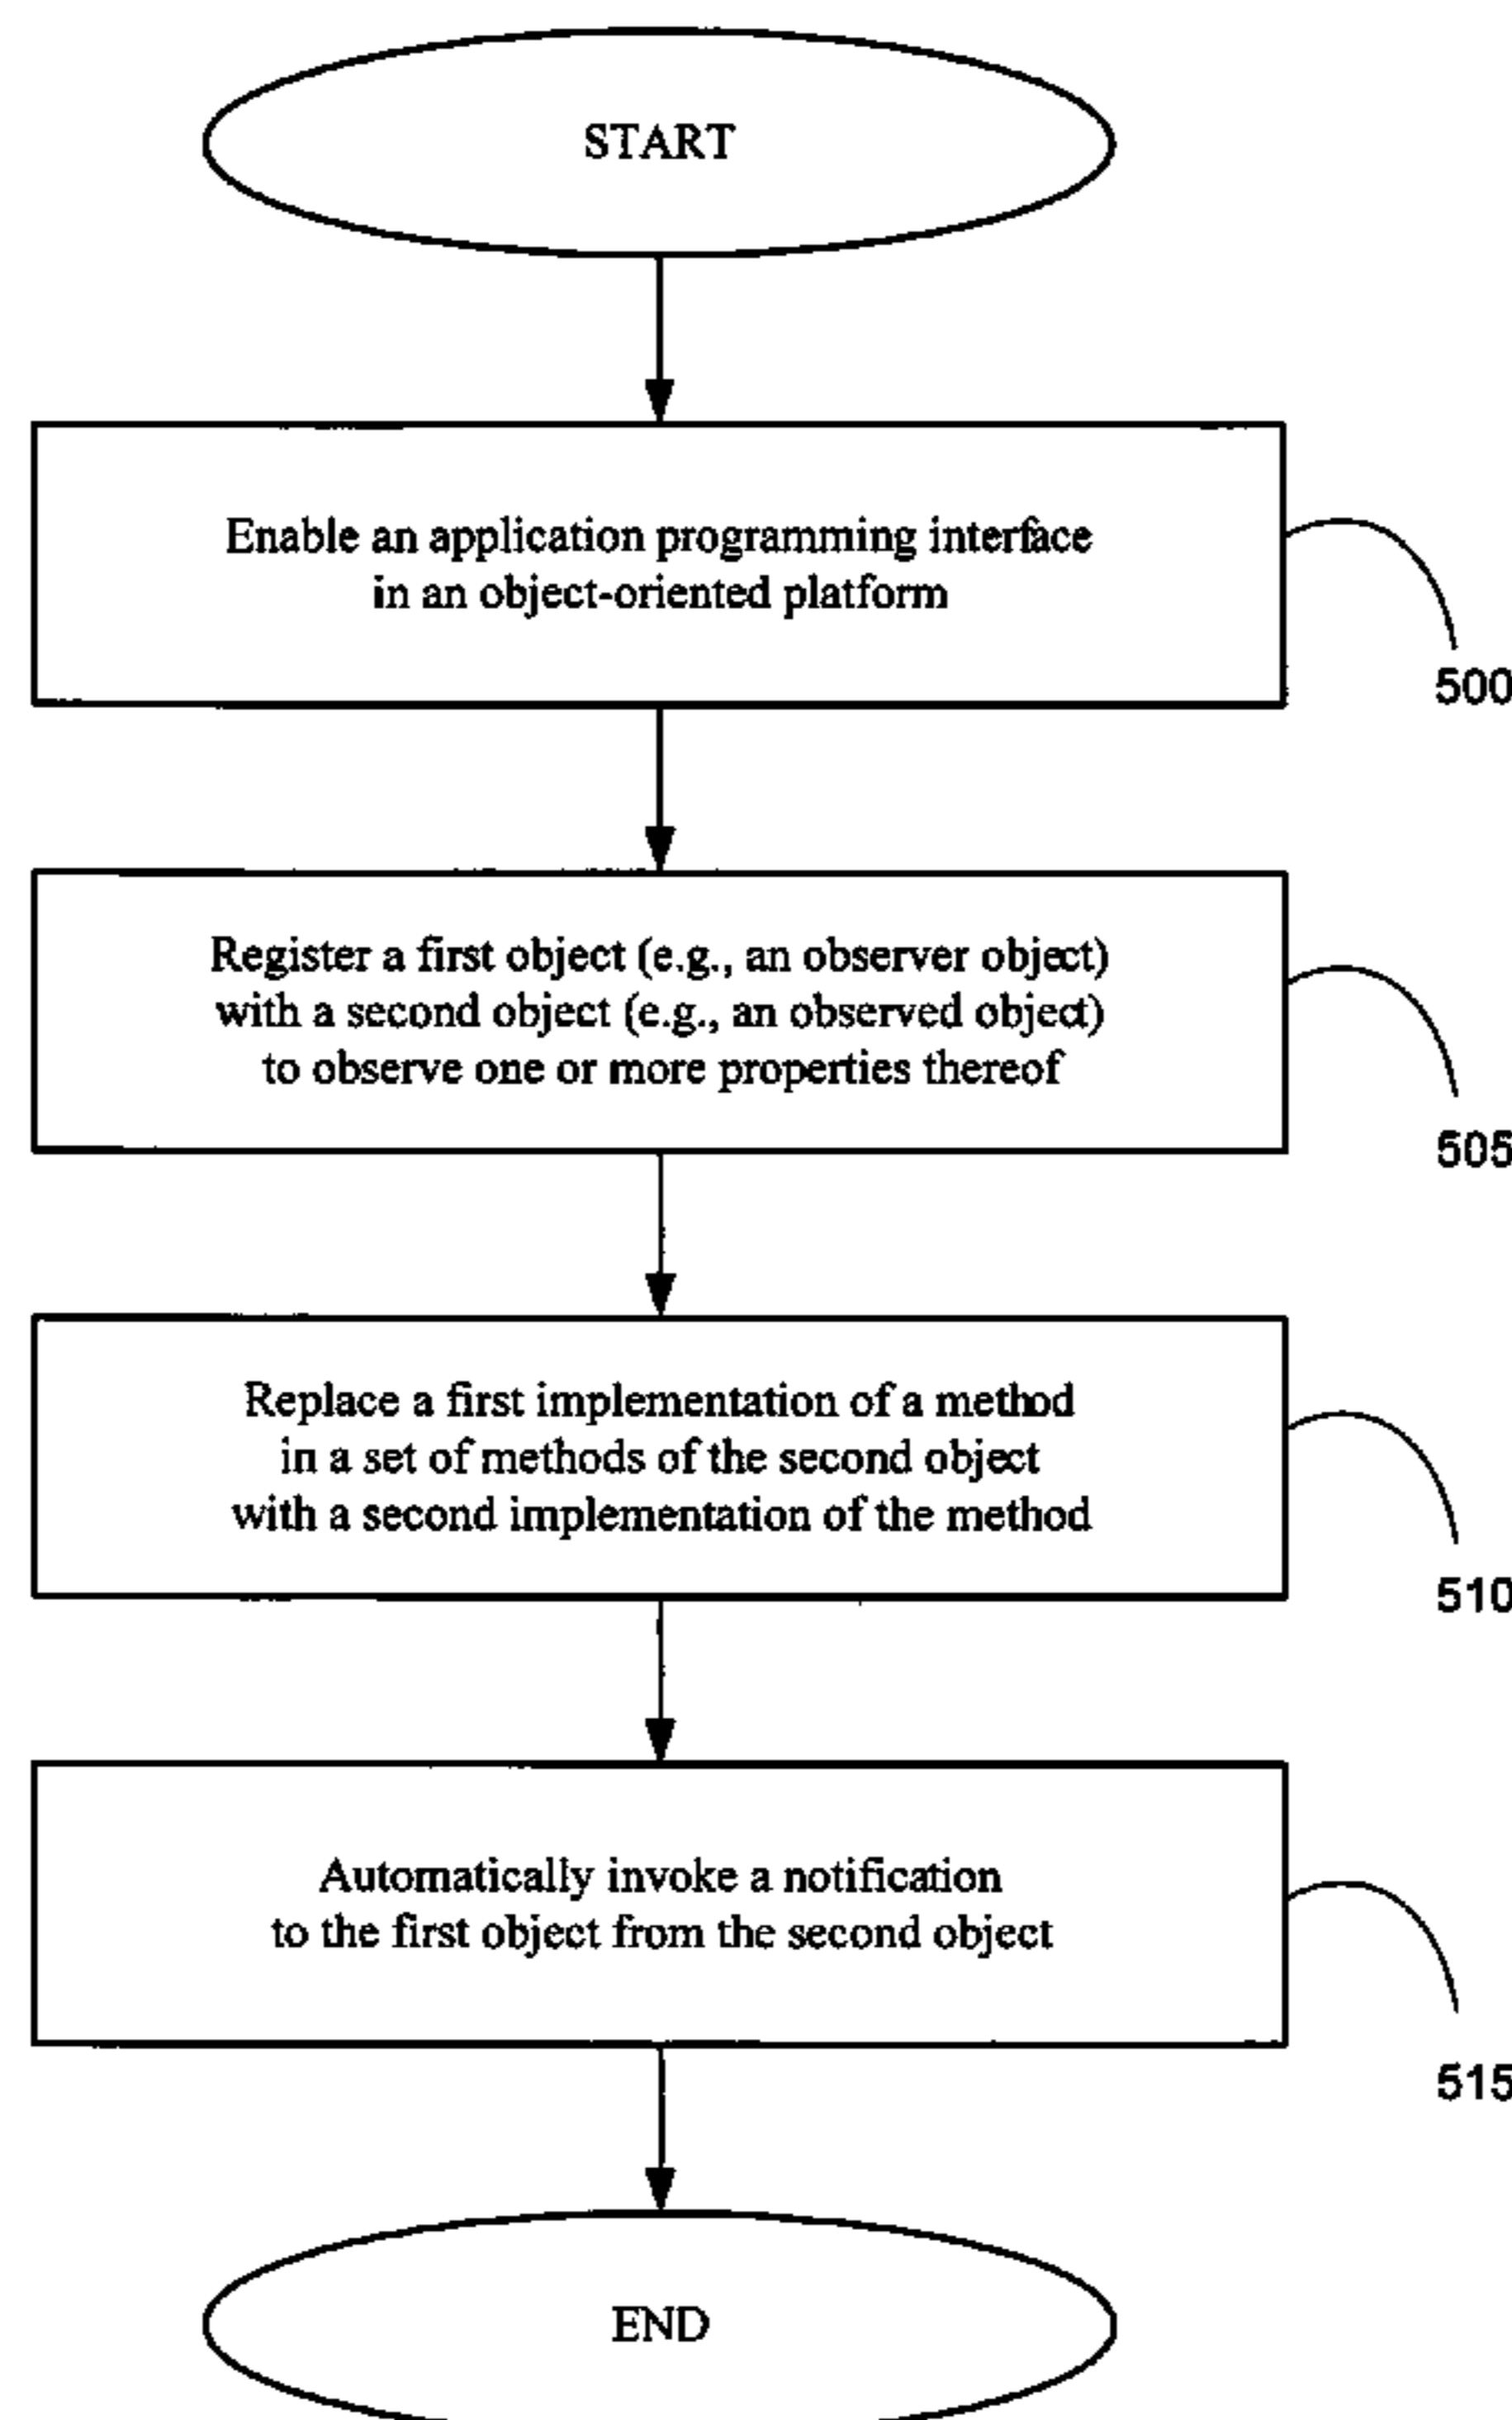 START
Enable an application programming interface
in an object-oriented platform
500
Register a first object (e.g., an observer object)
with a second object (e.g., an observed object)
to observe one or more properties thereof
505
Replace a first implementation of a method
in a set of methods of the second object
with a second implementation of the method
510
Automatically invoke a notification
to the first object from the second object
515
END